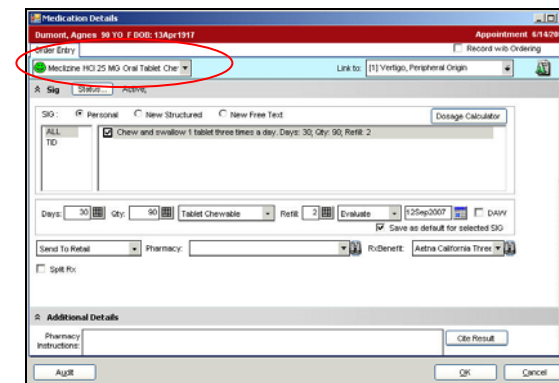 Medication Details
Dumont, Agnes 90 YO F DOB: 13Apr1917 Appointment 6/14/20
Order Entry Record w/o Ordering
Meclizine HCl 25 MG Oral Tablet Chew Link to: [1] Vertigo, Peripheral Origin
Sig Status... Active;
SIG: Personal New Structured New Free Text Dosage Calculator
ALL Chew and swallow 1 tablet three times a day. Days: 30; Qty: 90; Refill: 2
TID
Days: 30 Qty: 90 Tablet Chewable Refill: 2 Evaluate 12Sep2007 DAW
Save as default for selected SIG
Send To Retail Pharmacy: RxBenefit: Aetna California Three
Split Rx
Additional Details
Pharmacy Instructions: Cite Result
Audit OK Cancel